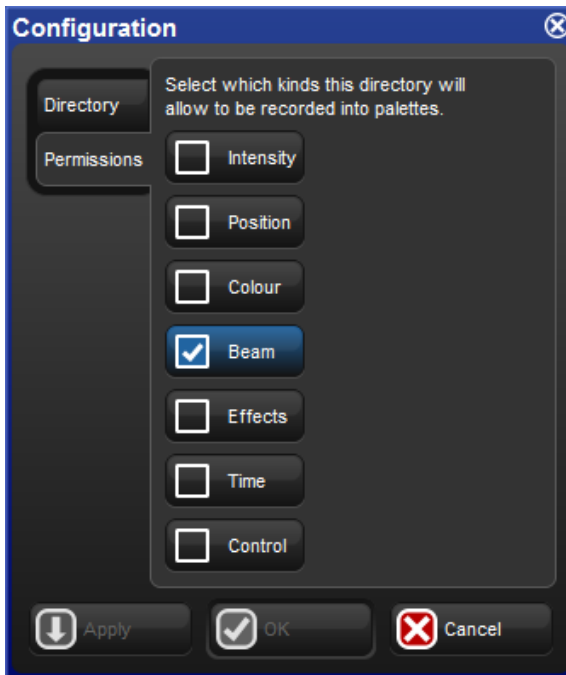 Configuration
Directory
Permissions
Select which kinds this directory will
allow to be recorded into palettes.
Intensity
Position
Colour
Beam
Effects
Time
Control
Apply
OK
Cancel